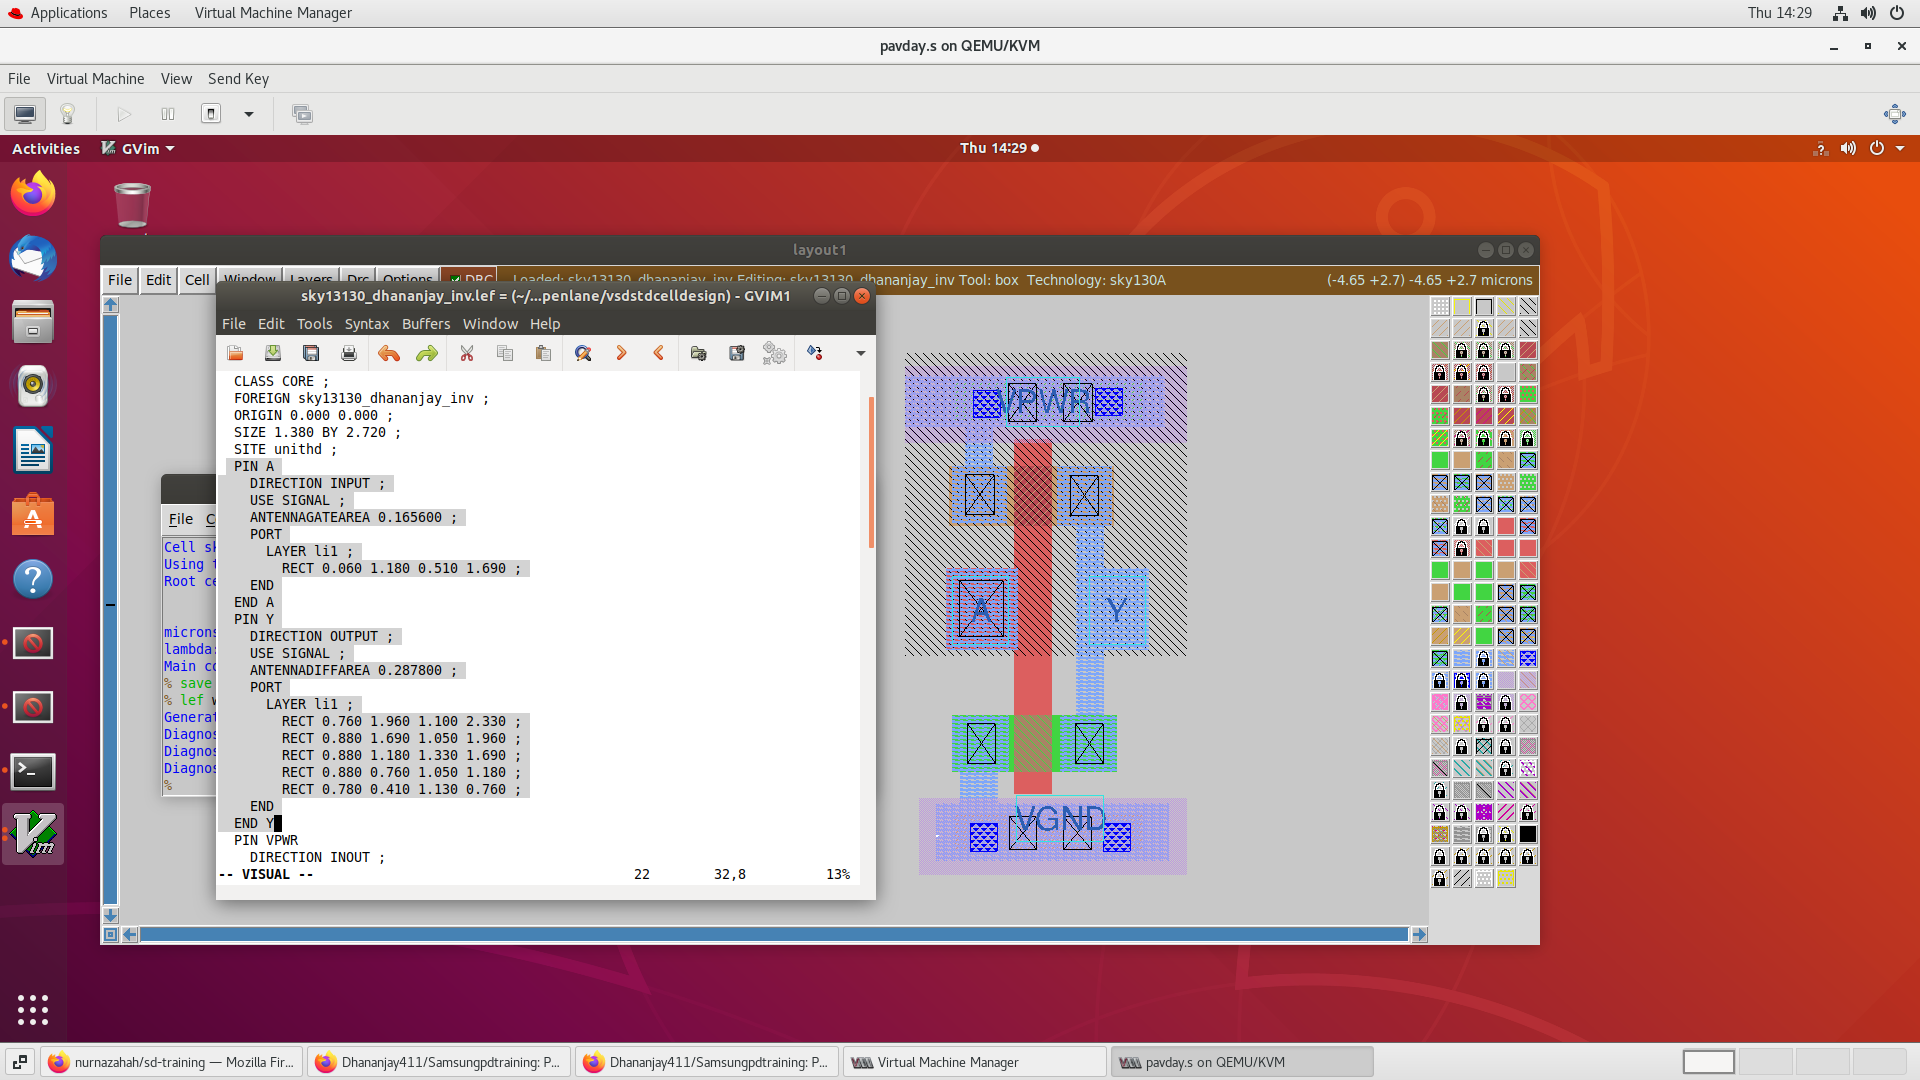 Applications Places Virtual Machine Manager Thu 14:29
pavday.s on QEMU/KVM
File Virtual Machine View Send Key
Activities GVim Thu 14:29
layout1
File Edit Cell Window Layers Drc Options DRC Loaded: sky13130_dhananjay_inv Editing: sky13130_dhananjay_inv Tool: box Technology: sky130A (-4.65 +2.7) -4.65 +2.7 microns
sky13130_dhananjay_inv.lef = (~/...penlane/vsdstdcelldesign) - GVIM1
File Edit Tools Syntax Buffers Window Help
CLASS CORE ;
FOREIGN sky13130_dhananjay_inv ;
ORIGIN 0.000 0.000 ;
SIZE 1.380 BY 2.720 ;
SITE unithd ;
PIN A
DIRECTION INPUT ;
USE SIGNAL ;
ANTENNAGATEAREA 0.165600 ;
PORT
LAYER li1 ;
RECT 0.060 1.180 0.510 1.690 ;
END
END A
PIN Y
DIRECTION OUTPUT ;
USE SIGNAL ;
ANTENNADIFFAREA 0.287800 ;
PORT
LAYER li1 ;
RECT 0.760 1.960 1.100 2.330 ;
RECT 0.880 1.690 1.050 1.960 ;
RECT 0.880 1.180 1.330 1.690 ;
RECT 0.880 0.760 1.050 1.180 ;
RECT 0.780 0.410 1.130 0.760 ;
END
END Y
PIN VPWR
DIRECTION INOUT ;
-- VISUAL -- 22 32,8 13%
File
Cell
Using
Root
microns
lambda:
Main
% save
% lef
%
VPWR
A
Y
VGND
nurnazahah/sd-training — Mozilla Fir...
Dhananjay411/Samsungpdtraining: P...
Dhananjay411/Samsungpdtraining: P...
Virtual Machine Manager
pavday.s on QEMU/KVM